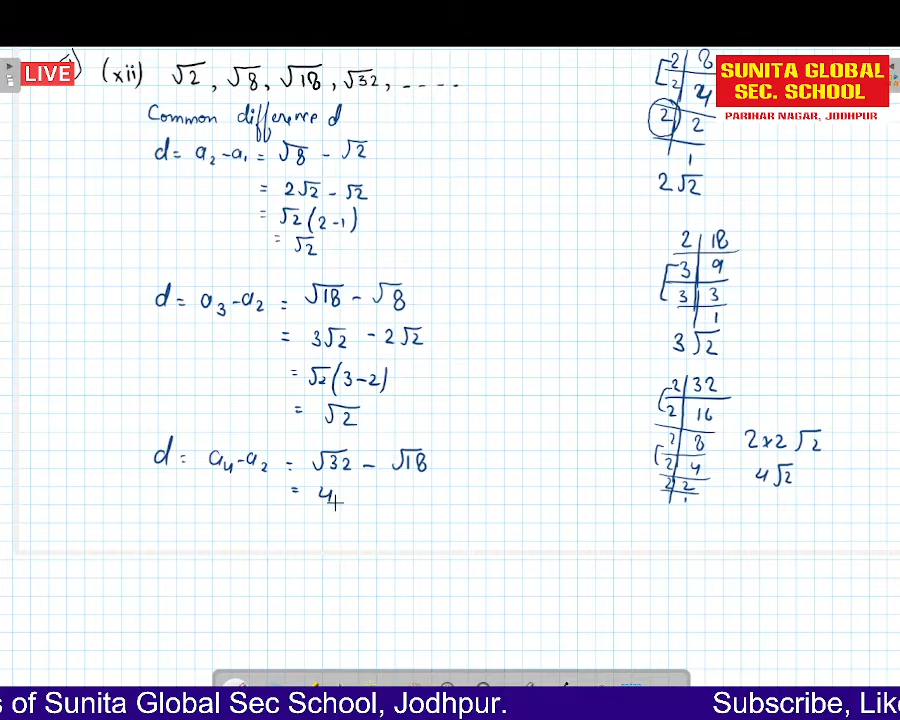 LIVE
(xii) √2, √8, √18, √32, ....
Common difference d
d = a₂ - a₁ = √8 - √2
= 2√2 - √2
= √2(2-1)
= √2
d = a₃ - a₂ = √18 - √8
= 3√2 - 2√2
= √2(3-2)
= √2
d = a₄ - a₂ = √32 - √18
= 4
2 | 8
2 | 4
2 | 2
1
2√2
2 | 18
3 | 9
3 | 3
1
3√2
2 | 32
2 | 16
2 | 8
2 | 4
2 | 2
1
2×2√2
4√2
SUNITA GLOBAL
SEC. SCHOOL
PARIHAR NAGAR, JODHPUR
s of Sunita Global Sec School, Jodhpur.
Subscribe, Like